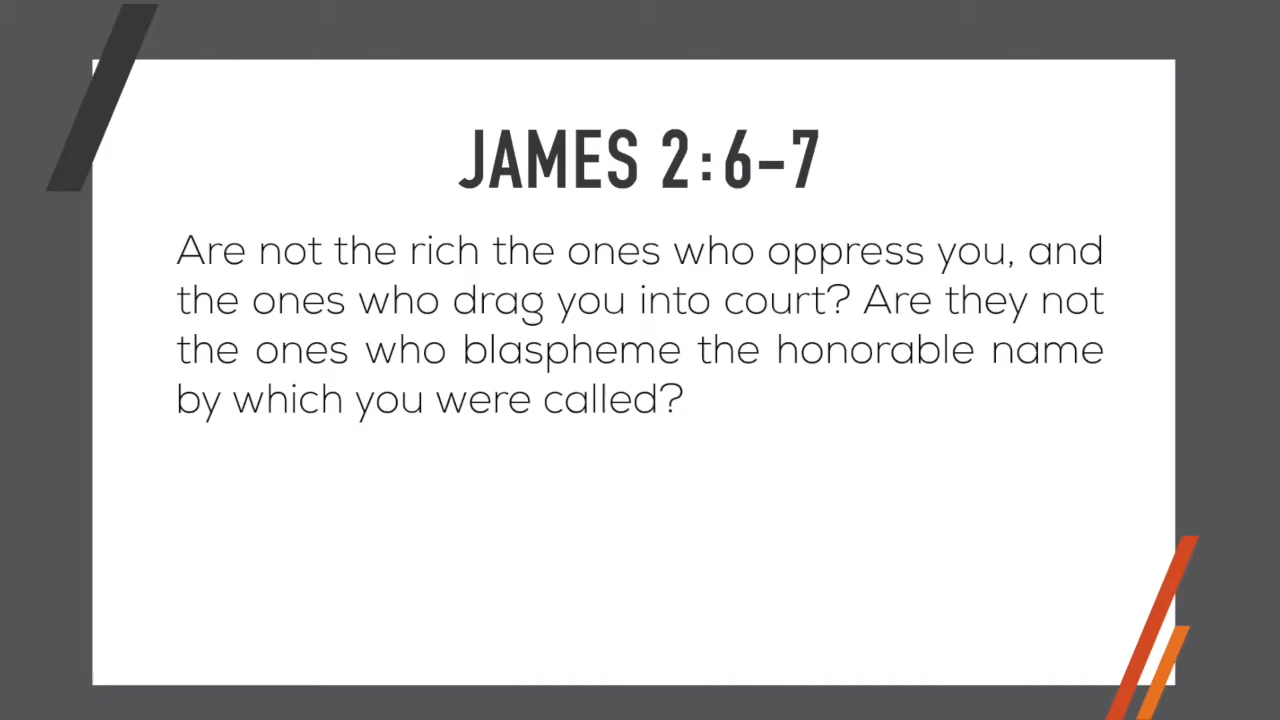 JAMES 2:6-7
Are not the rich the ones who oppress you, and
the ones who drag you into court? Are they not
the ones who blaspheme the honorable name
by which you were called?